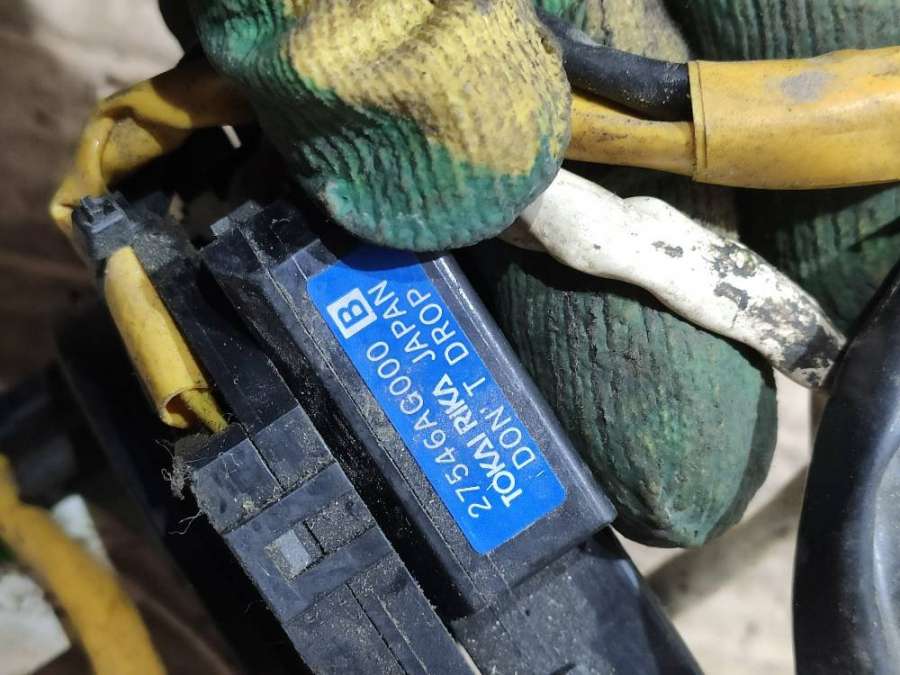 B
27546AG000
TOKAI RIKA JAPAN
DON'T DROP